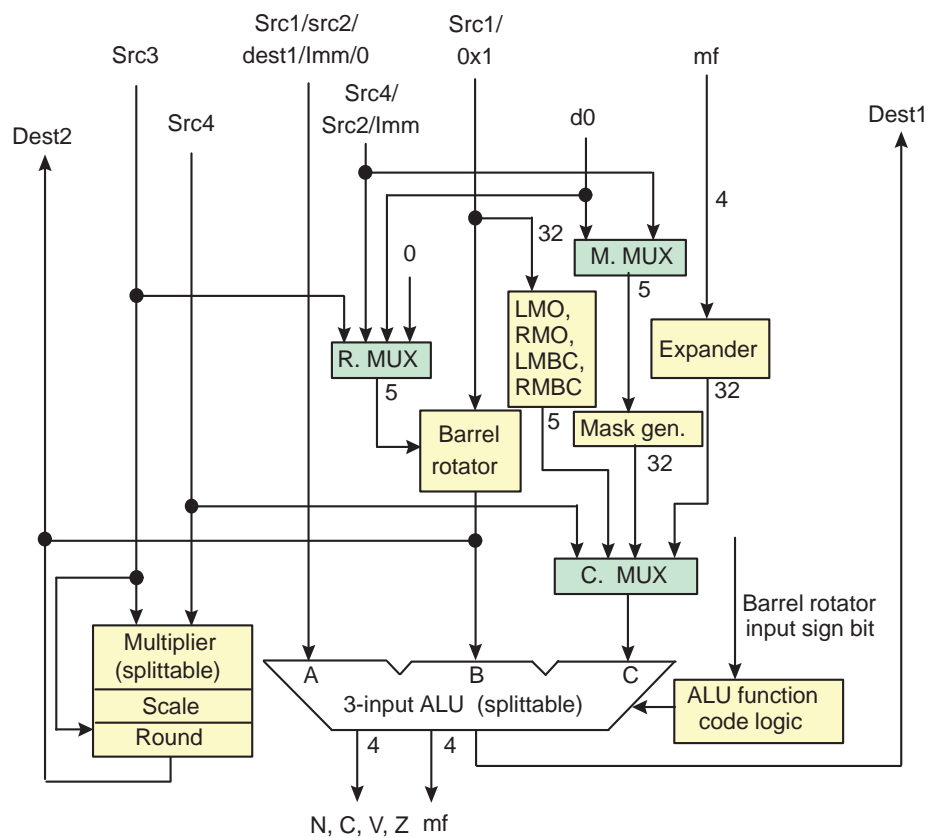 Src1/src2/
dest1/Imm/0
Src1/
0x1
Src3
mf
Src4/
Src2/Imm
Dest2
Src4
d0
Dest1
4
32
0
M. MUX
5
LMO,
RMO,
LMBC,
RMBC
Expander
R. MUX
5
32
5
Mask gen.
Barrel
rotator
32
C. MUX
Barrel rotator
input sign bit
Multiplier
(splittable)
Scale
Round
A
B
C
3-input ALU (splittable)
ALU function
code logic
4
4
N, C, V, Z
mf